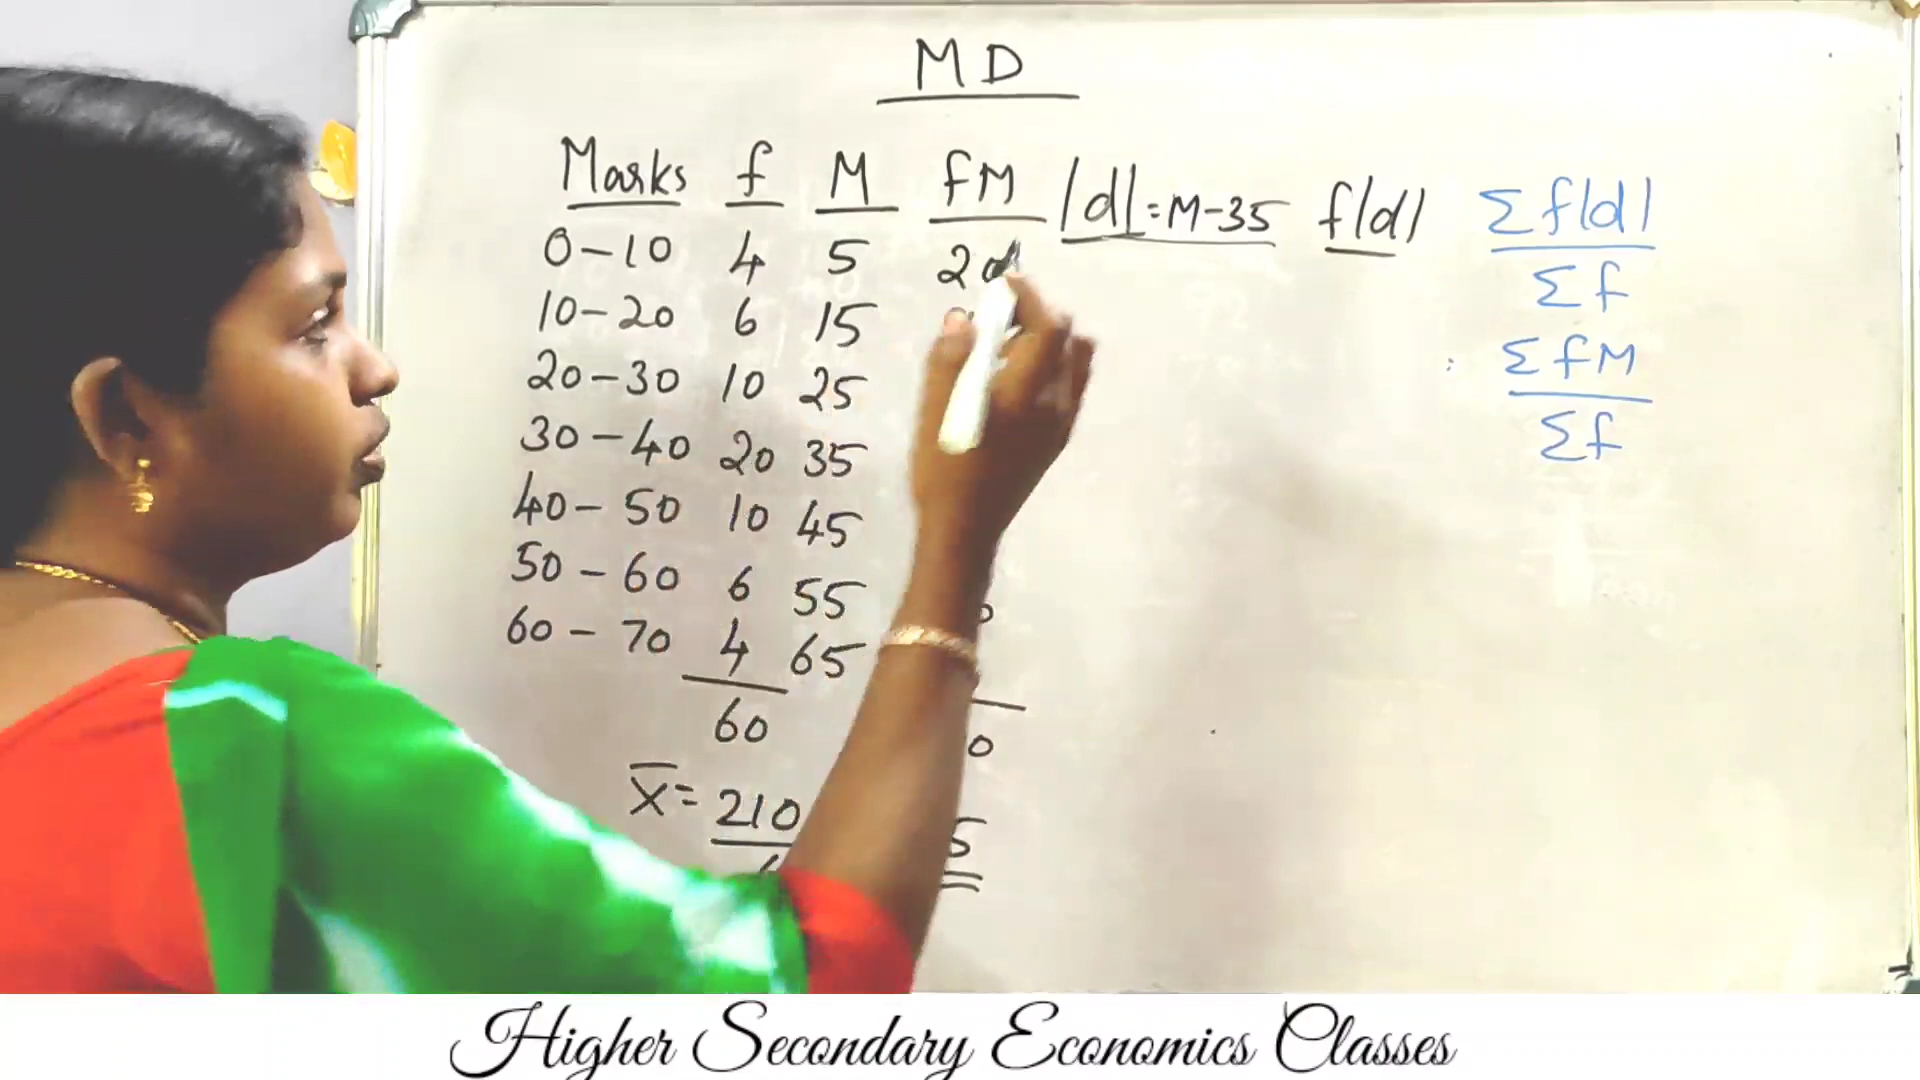 MD
Marks f M fM |d|=M-35 f|d|
0-10 4 5 20
10-20 6 15
20-30 10 25
30-40 20 35
40-50 10 45
50-60 6 55
60-70 4 65
60
x̄ = 210
Σf|d|
Σf
ΣfM
Σf
Higher Secondary Economics Classes